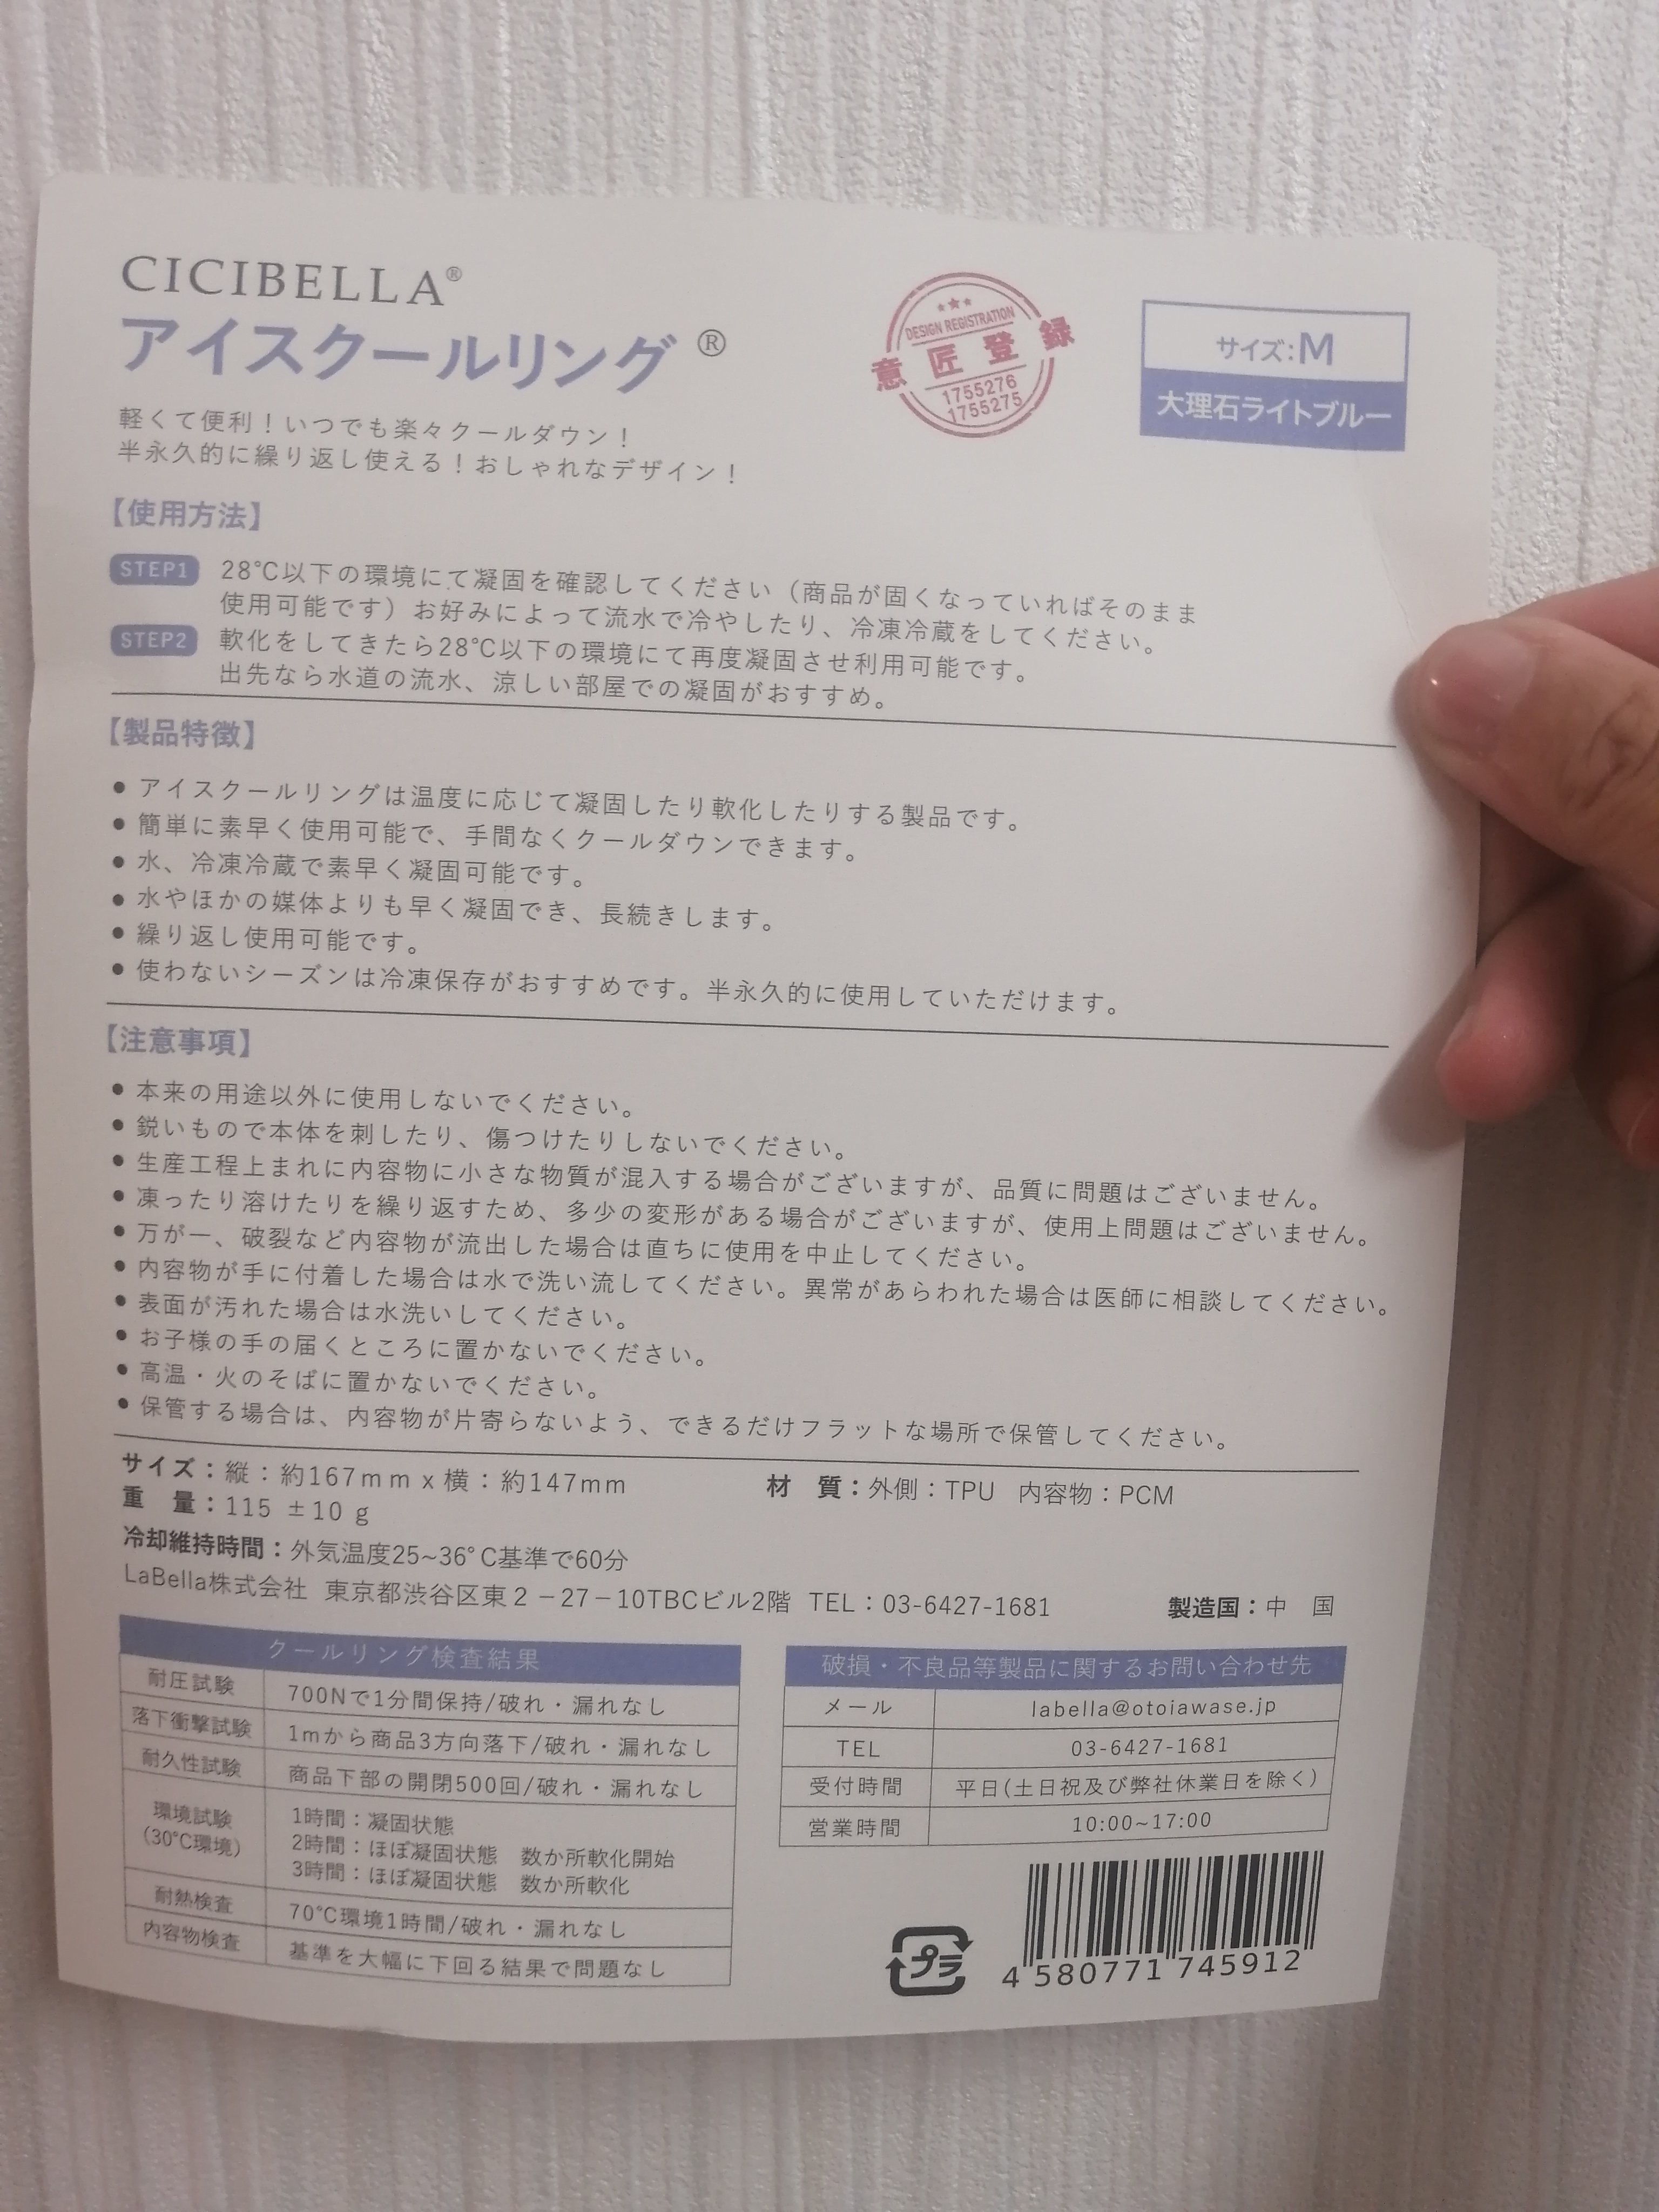 CICIBELLA®
アイスクールリング®
軽くて便利！いつでも楽々クールダウン！
半永久的に繰り返し使える！おしゃれなデザイン！
DESIGN REGISTRATION
意匠登録
1755276
1755275
サイズ:M
大理石ライトブルー
【使用方法】
STEP1 28℃以下の環境にて凝固を確認してください（商品が固くなっていればそのまま
使用可能です）お好みによって流水で冷やしたり、冷凍冷蔵をしてください。
STEP2 軟化をしてきたら28℃以下の環境にて再度凝固させ利用可能です。
出先なら水道の流水、涼しい部屋での凝固がおすすめ。
【製品特徴】
● アイスクールリングは温度に応じて凝固したり軟化したりする製品です。
● 簡単に素早く使用可能で、手間なくクールダウンできます。
● 水、冷凍冷蔵で素早く凝固可能です。
● 水やほかの媒体よりも早く凝固でき、長続きします。
● 繰り返し使用可能です。
● 使わないシーズンは冷凍保存がおすすめです。半永久的に使用していただけます。
【注意事項】
● 本来の用途以外に使用しないでください。
● 鋭いもので本体を刺したり、傷つけたりしないでください。
● 生産工程上まれに内容物に小さな物質が混入する場合がございますが、品質に問題はございません。
● 凍ったり溶けたりを繰り返すため、多少の変形がある場合がございますが、使用上問題はございません。
● 万が一、破裂など内容物が流出した場合は直ちに使用を中止してください。
● 内容物が手に付着した場合は水で洗い流してください。異常があらわれた場合は医師に相談してください。
● 表面が汚れた場合は水洗いしてください。
● お子様の手の届くところに置かないでください。
● 高温・火のそばに置かないでください。
● 保管する場合は、内容物が片寄らないよう、できるだけフラットな場所で保管してください。
サイズ：縦：約167mm x 横：約147mm 材 質：外側：TPU 内容物：PCM
重 量：115 ±10 g
冷却維持時間：外気温度25~36°C基準で60分
LaBella株式会社 東京都渋谷区東２－27－10TBCビル2階 TEL：03-6427-1681 製造国：中 国
クールリング検査結果
耐圧試験 700Nで1分間保持/破れ・漏れなし
落下衝撃試験 1mから商品3方向落下/破れ・漏れなし
耐久性試験 商品下部の開閉500回/破れ・漏れなし
環境試験（30℃環境） 1時間：凝固状態
2時間：ほぼ凝固状態 数か所軟化開始
3時間：ほぼ凝固状態 数か所軟化
耐熱検査 70℃環境1時間/破れ・漏れなし
内容物検査 基準を大幅に下回る結果で問題なし
破損・不良品等製品に関するお問い合わせ先
メール labella@otoiawase.jp
TEL 03-6427-1681
受付時間 平日(土日祝及び弊社休業日を除く)
営業時間 10:00~17:00
プラ
4 580771 745912